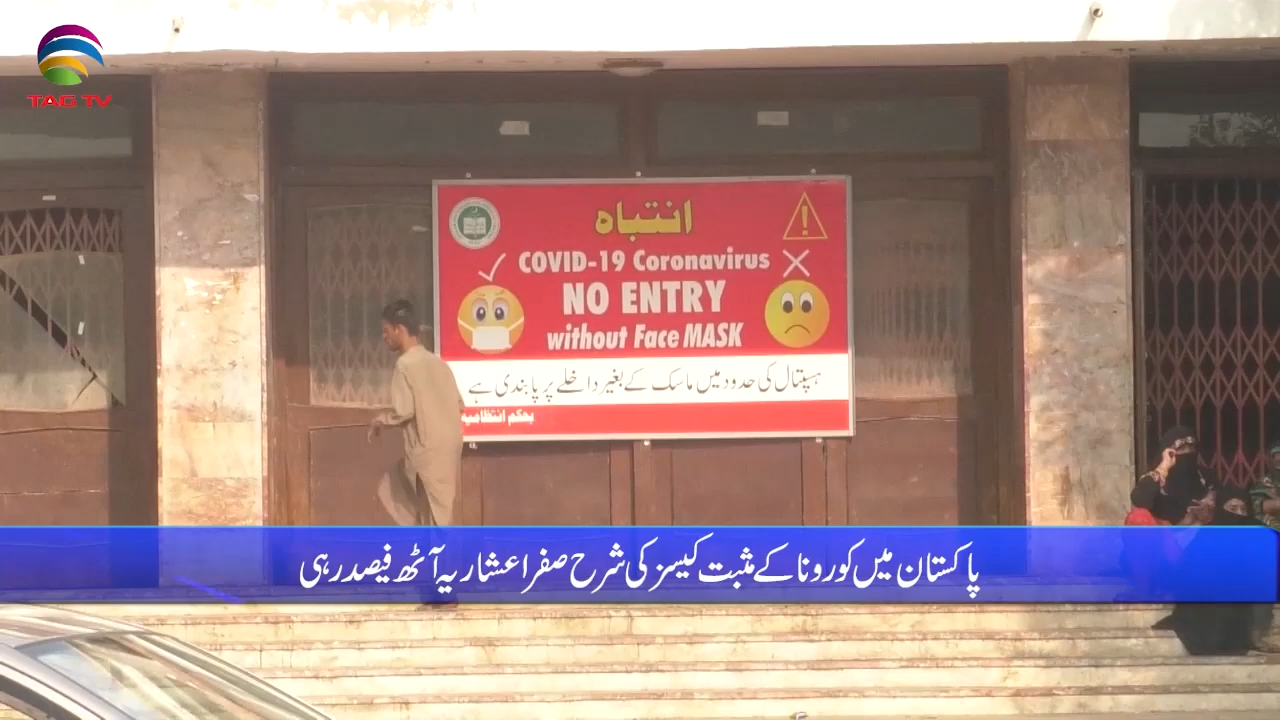 TAG TV
انتباہ
COVID-19 Coronavirus
NO ENTRY
without Face MASK
ہسپتال کی حدود میں ماسک کے بغیر داخلے پر پابندی ہے
بحکم انتظامیہ
پاکستان میں کورونا کے مثبت کیسز کی شرح صفر اعشاریہ آٹھ فیصد رہی